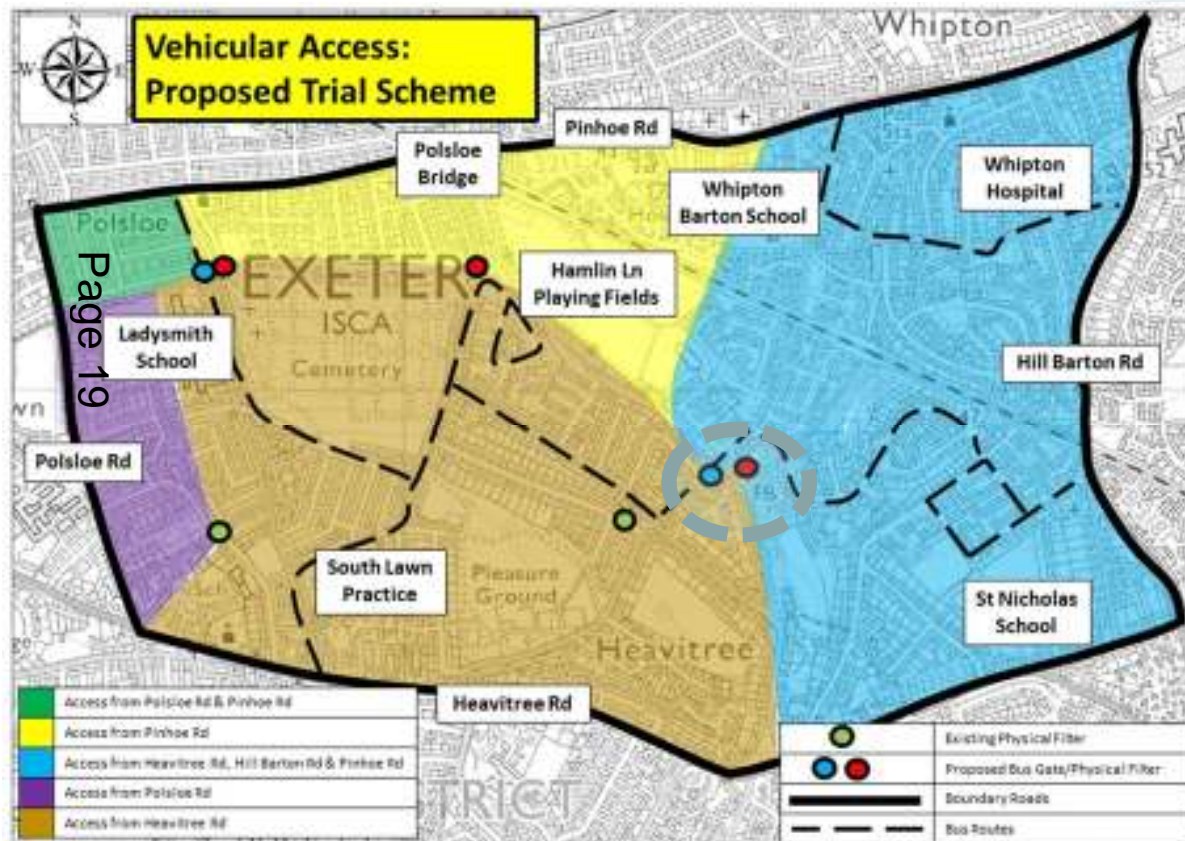 N
W
E
S
Vehicular Access:
Proposed Trial Scheme
Whipton
Pinhoe Rd
Polsloe
Bridge
Whipton
Barton School
Whipton
Hospital
Polsloe
Page 19
EXETER
ISCA
Cemetery
Hamlin Ln
Playing Fields
Ladysmith
School
Hill Barton Rd
wn
Polsloe Rd
South Lawn
Practice
Pleasure
Ground
St Nicholas
School
Heavitree
Heavitree Rd
Access from Polsloe Rd & Pinhoe Rd
Access from Pinhoe Rd
Access from Heavitree Rd, Hill Barton Rd & Pinhoe Rd
Access from Polsloe Rd
Access from Heavitree Rd
Existing Physical Filter
Proposed Bus Gate/Physical Filter
Boundary Roads
Bus Routes
TRICT